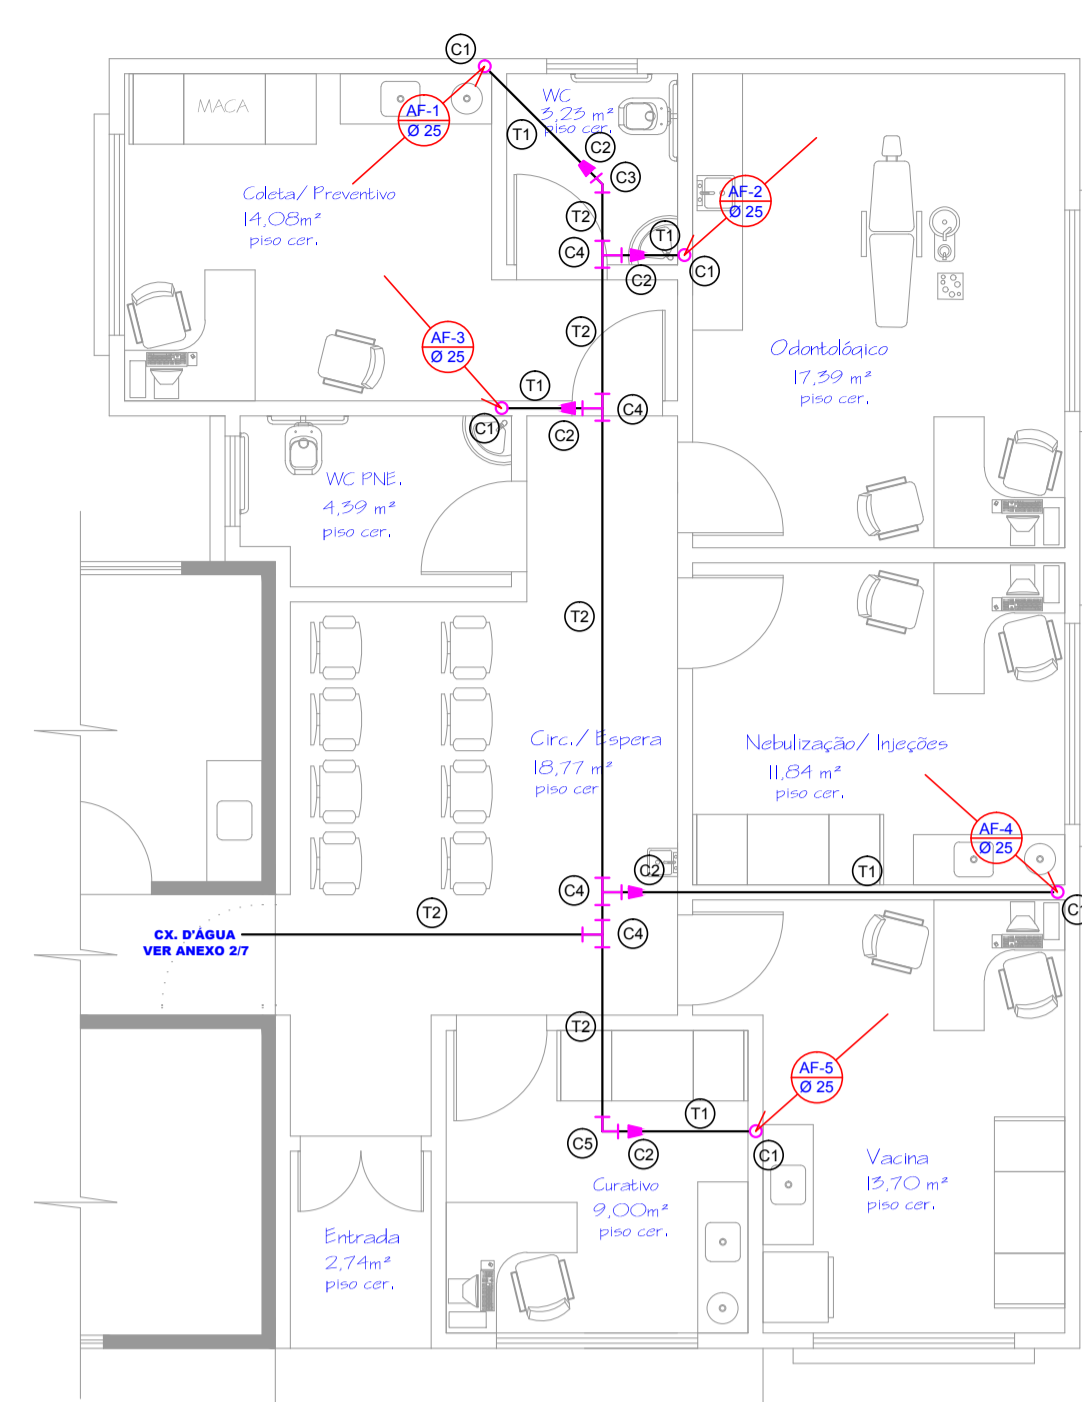 C1
MACA
AF-1
Ø 25
T1
WC
3,23 m²
piso cer.
C2
C3
Coleta/ Preventivo
14,08m²
piso cer.
T2
C4
T1
C2
C1
AF-2
Ø 25
AF-3
Ø 25
T2
T1
C1
C2
C4
Odontológico
17,39 m²
piso cer.
WC PNE.
4,39 m²
piso cer.
T2
Circ./ Espera
18,77 m²
piso cer
Nebulização/ Injeções
11,84 m²
piso cer.
AF-4
Ø 25
C2
T1
C4
C1
T2
C4
CX. D'ÁGUA
VER ANEXO 2/7
T2
AF-5
Ø 25
T1
C5
C2
C1
Curativo
9,00m²
piso cer.
Vacina
13,70 m²
piso cer.
Entrada
2,74m²
piso cer.